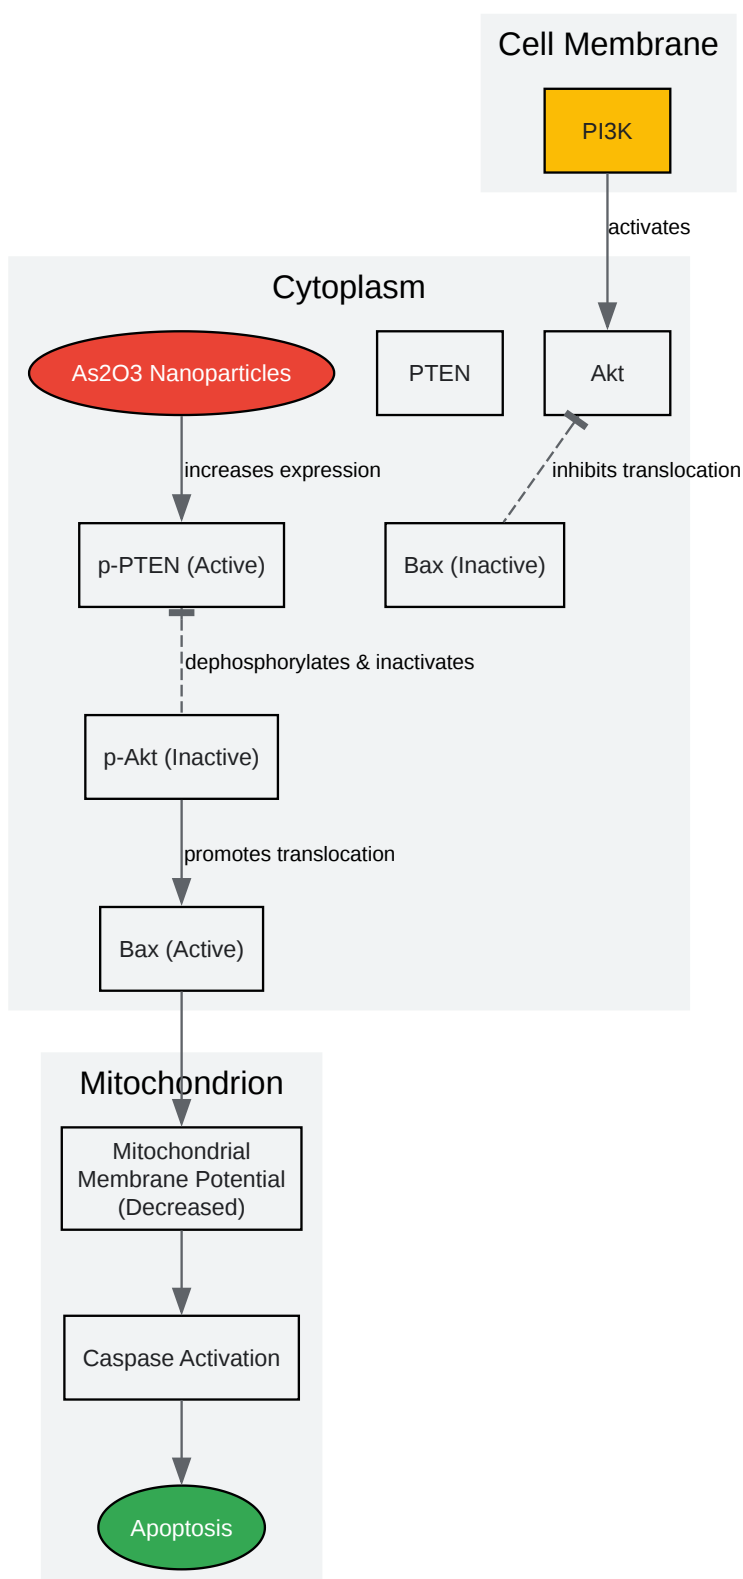 Cell Membrane
PI3K
activates
Cytoplasm
As2O3 Nanoparticles
PTEN
Akt
increases expression
inhibits translocation
p-PTEN (Active)
Bax (Inactive)
dephosphorylates & inactivates
p-Akt (Inactive)
promotes translocation
Bax (Active)
Mitochondrion
Mitochondrial
Membrane Potential
(Decreased)
Caspase Activation
Apoptosis